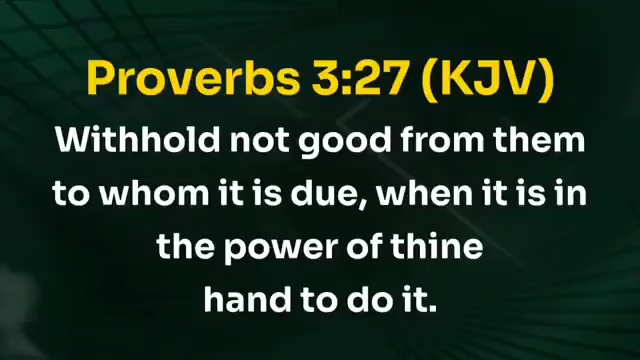 Proverbs 3:27 (KJV)
Withhold not good from them
to whom it is due, when it is in
the power of thine
hand to do it.